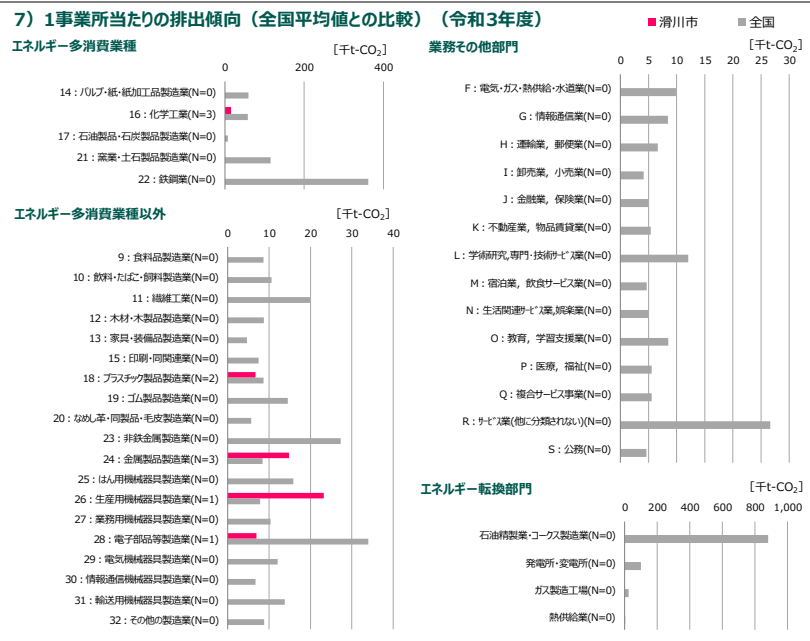 7）1事業所当たりの排出傾向（全国平均値との比較）（令和3年度）
滑川市 全国
エネルギー多消費業種
[千t-CO₂]
0 200 400
14：パルプ・紙・紙加工品製造業(N=0)
16：化学工業(N=3)
17：石油製品・石炭製品製造業(N=0)
21：窯業・土石製品製造業(N=0)
22：鉄鋼業(N=0)
エネルギー多消費業種以外
[千t-CO₂]
0 10 20 30 40
9：食料品製造業(N=0)
10：飲料・たばこ・飼料製造業(N=0)
11：繊維工業(N=0)
12：木材・木製品製造業(N=0)
13：家具・装備品製造業(N=0)
15：印刷・同関連業(N=0)
18：プラスチック製品製造業(N=2)
19：ゴム製品製造業(N=0)
20：なめし革・同製品・毛皮製造業(N=0)
23：非鉄金属製造業(N=0)
24：金属製品製造業(N=3)
25：はん用機械器具製造業(N=0)
26：生産用機械器具製造業(N=1)
27：業務用機械器具製造業(N=0)
28：電子部品等製造業(N=1)
29：電気機械器具製造業(N=0)
30：情報通信機械器具製造業(N=0)
31：輸送用機械器具製造業(N=0)
32：その他の製造業(N=0)
業務その他部門
[千t-CO₂]
0 5 10 15 20 25 30
F：電気・ガス・熱供給・水道業(N=0)
G：情報通信業(N=0)
H：運輸業，郵便業(N=0)
I：卸売業，小売業(N=0)
J：金融業，保険業(N=0)
K：不動産業，物品賃貸業(N=0)
L：学術研究,専門・技術ｻｰﾋﾞｽ業(N=0)
M：宿泊業，飲食サービス業(N=0)
N：生活関連ｻｰﾋﾞｽ業,娯楽業(N=0)
O：教育，学習支援業(N=0)
P：医療，福祉(N=0)
Q：複合サービス事業(N=0)
R：ｻｰﾋﾞｽ業(他に分類されない)(N=0)
S：公務(N=0)
エネルギー転換部門
[千t-CO₂]
0 200 400 600 800 1,000
石油精製業・コークス製造業(N=0)
発電所・変電所(N=0)
ガス製造工場(N=0)
熱供給業(N=0)